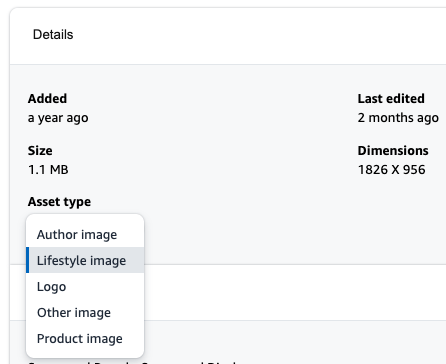 Details
Added
Last edited
a year ago
2 months ago
Size
Dimensions
1.1 MB
1826 X 956
Asset type
Author image
Lifestyle image
Logo
Other image
Product image